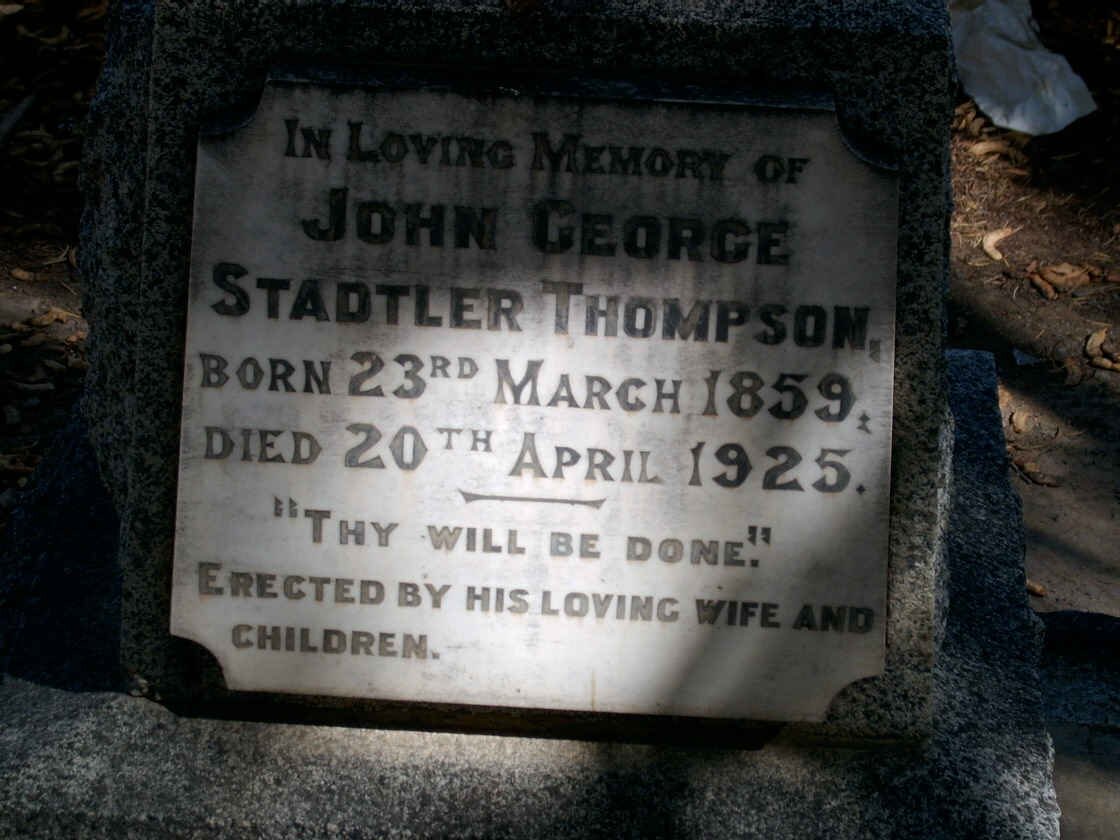 IN LOVING MEMORY OF
JOHN GEORGE
STADTLER THOMPSON,
BORN 23RD MARCH 1859;
DIED 20TH APRIL 1925.
"THY WILL BE DONE."
ERECTED BY HIS LOVING WIFE AND
CHILDREN.